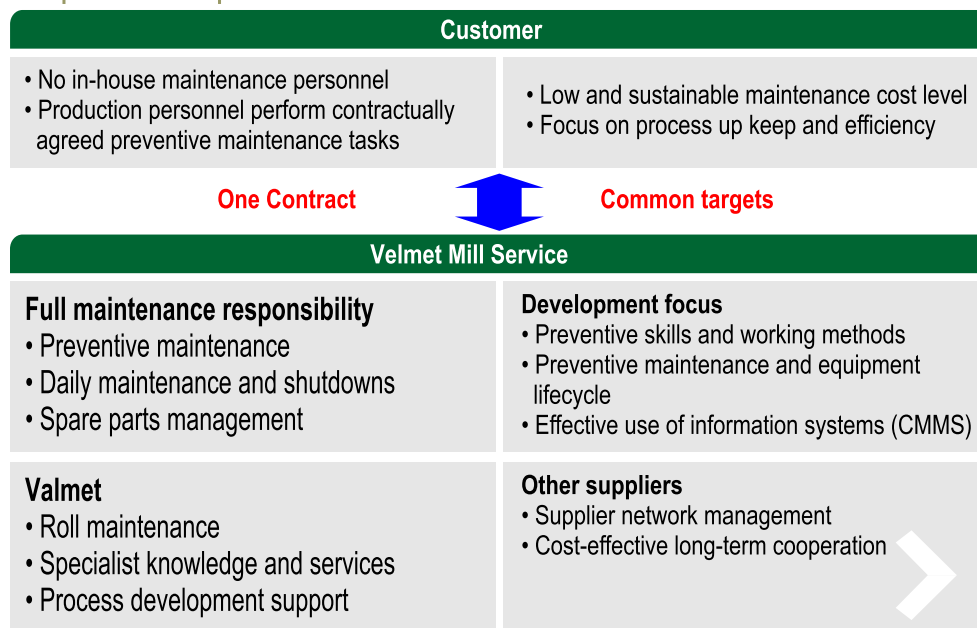 Customer
• No in-house maintenance personnel
• Production personnel perform contractually
agreed preventive maintenance tasks
• Low and sustainable maintenance cost level
• Focus on process up keep and efficiency
One Contract
Common targets
Velmet Mill Service
Full maintenance responsibility
• Preventive maintenance
• Daily maintenance and shutdowns
• Spare parts management
Development focus
• Preventive skills and working methods
• Preventive maintenance and equipment
lifecycle
• Effective use of information systems (CMMS)
Valmet
• Roll maintenance
• Specialist knowledge and services
• Process development support
Other suppliers
• Supplier network management
• Cost-effective long-term cooperation